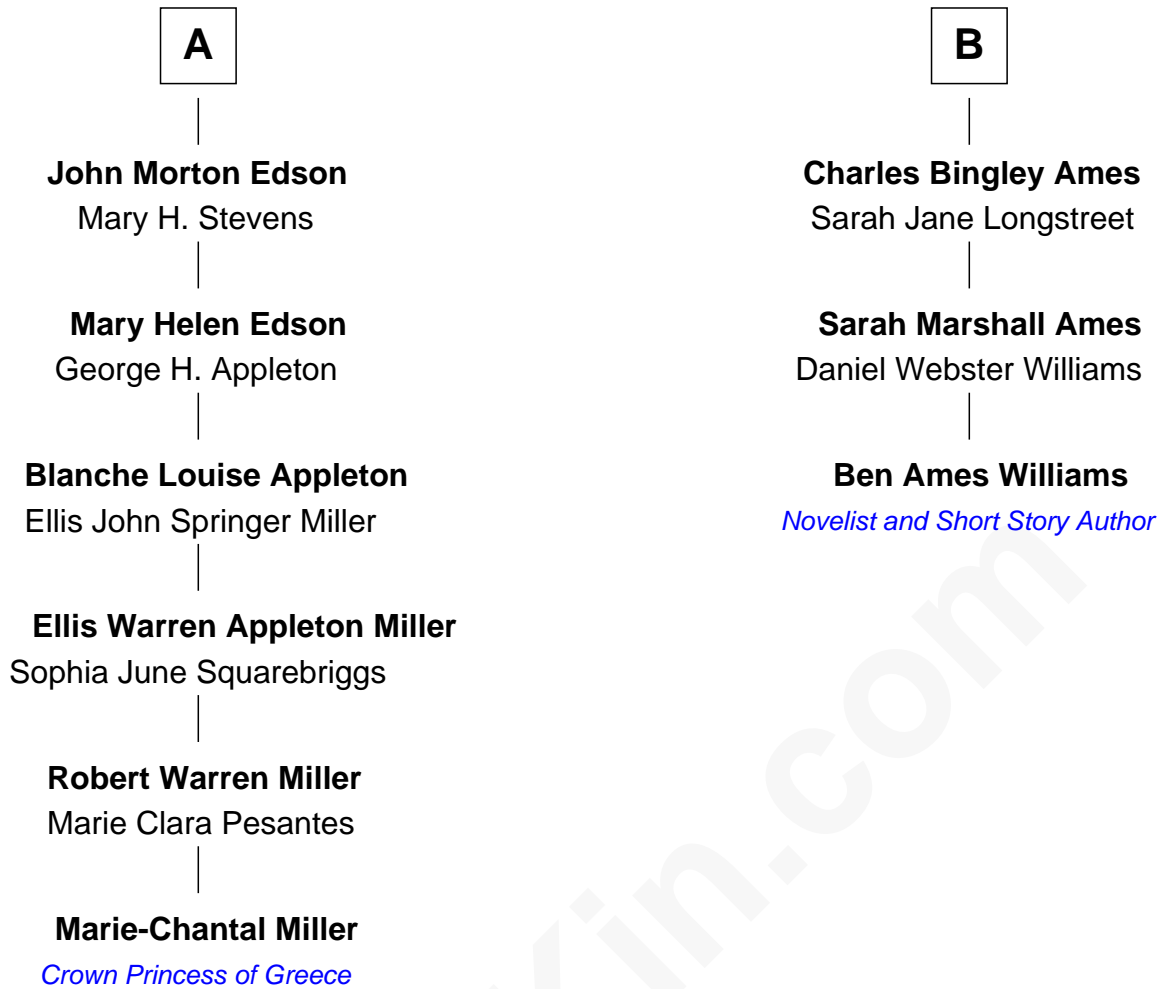 A
John Morton Edson
Mary H. Stevens
Mary Helen Edson
George H. Appleton
Blanche Louise Appleton
Ellis John Springer Miller
Ellis Warren Appleton Miller
Sophia June Squarebriggs
Robert Warren Miller
Marie Clara Pesantes
Marie-Chantal Miller
Crown Princess of Greece
B
Charles Bingley Ames
Sarah Jane Longstreet
Sarah Marshall Ames
Daniel Webster Williams
Ben Ames Williams
Novelist and Short Story Author
Kin.com